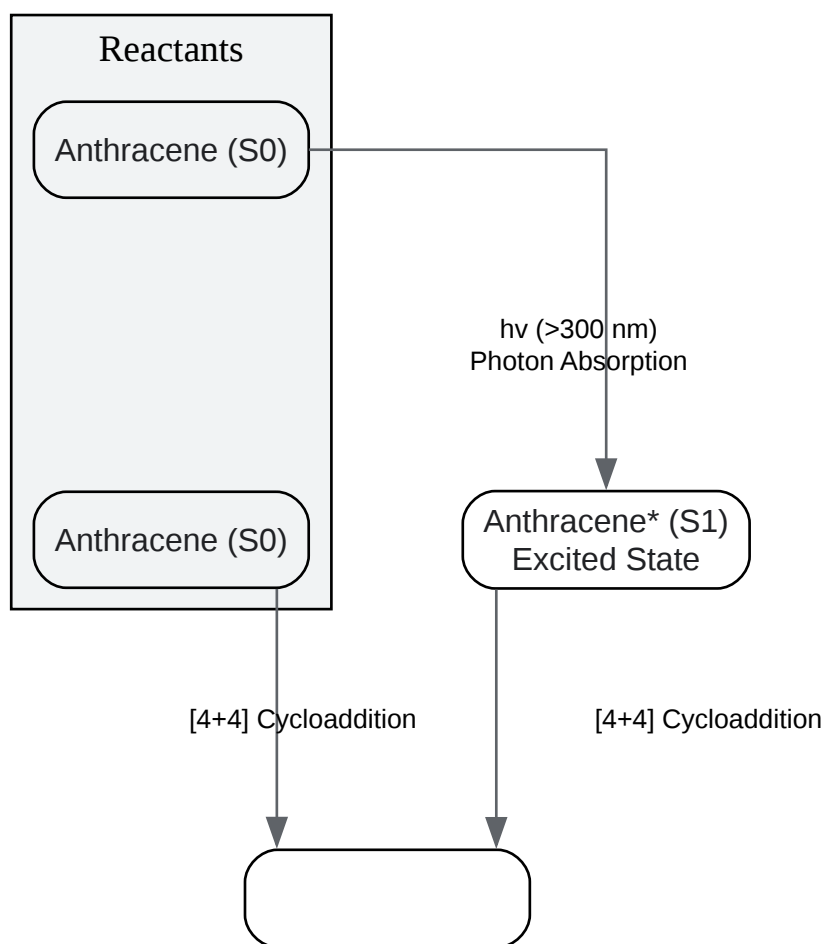 Reactants
Anthracene (S0)
hv (>300 nm)
Photon Absorption
Anthracene (S0)
Anthracene* (S1)
Excited State
[4+4] Cycloaddition
[4+4] Cycloaddition